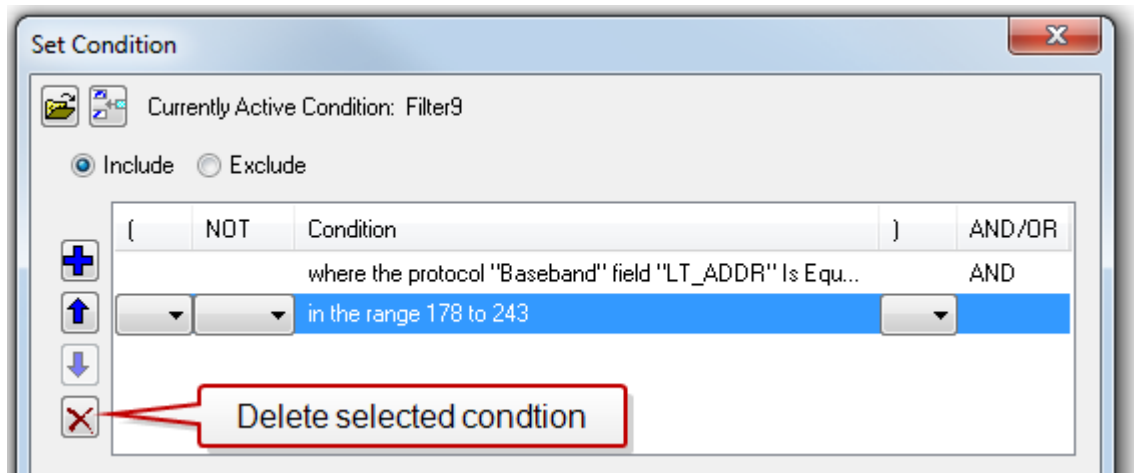 Set Condition
Currently Active Condition: Filter9
Include Exclude
( NOT Condition ) AND/OR
where the protocol "Baseband" field "LT_ADDR" Is Equ... AND
in the range 178 to 243
Delete selected condtion